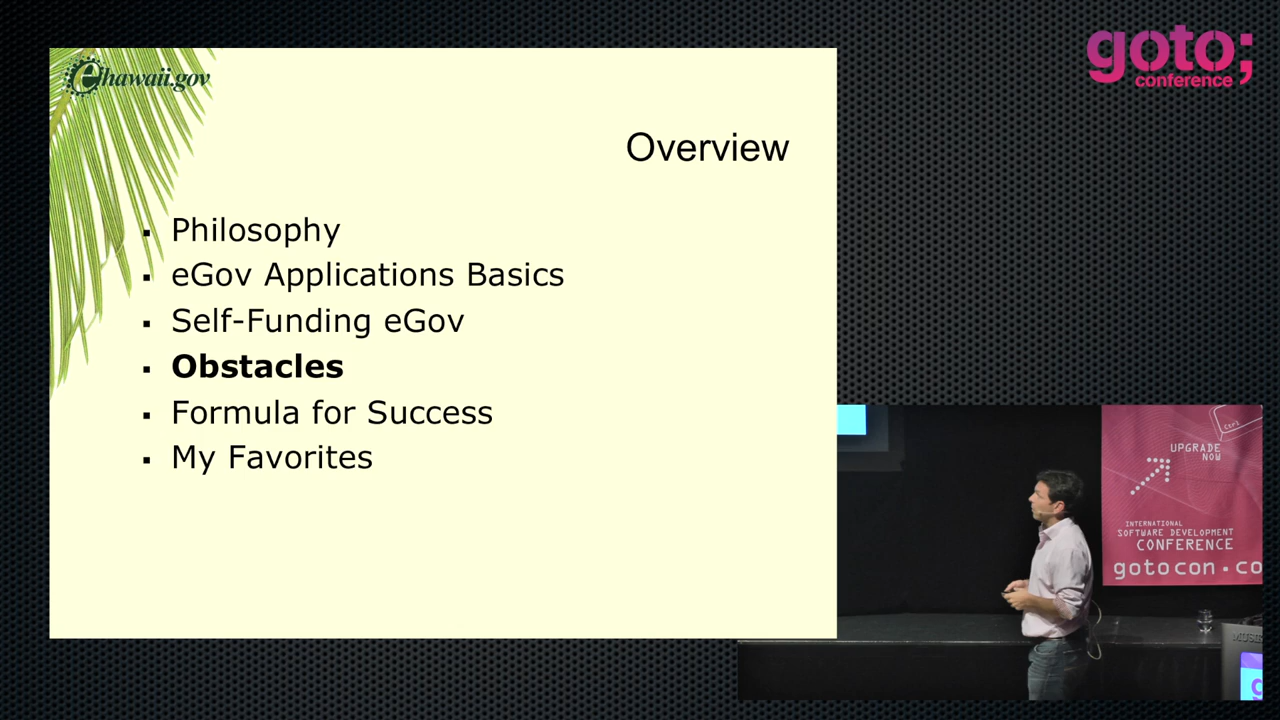 ehawaii.gov
goto;
conference
Overview
Philosophy
eGov Applications Basics
Self-Funding eGov
Obstacles
Formula for Success
My Favorites
Ctrl
UPGRADE
NOW
INTERNATIONAL
SOFTWARE DEVELOPMENT
CONFERENCE
gotocon.co